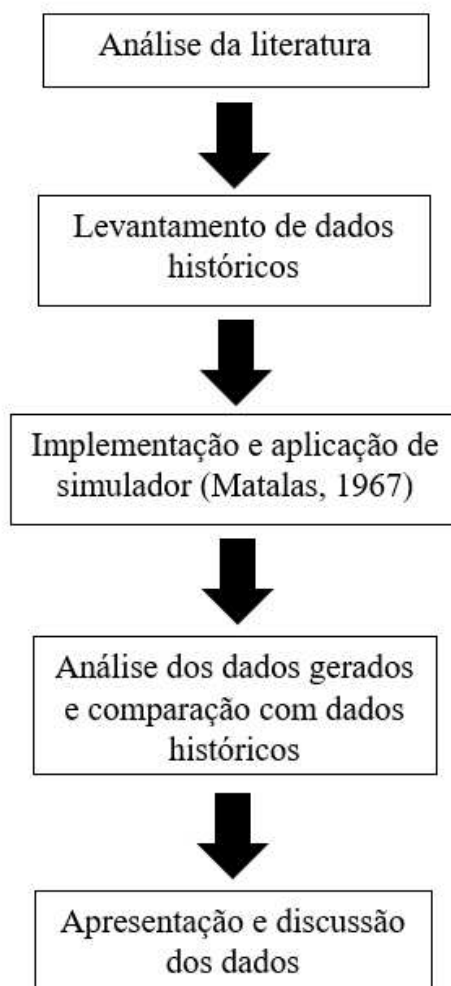 Análise da literatura
Levantamento de dados
históricos
Implementação e aplicação de
simulador (Matalas, 1967)
Análise dos dados gerados
e comparação com dados
históricos
Apresentação e discussão
dos dados